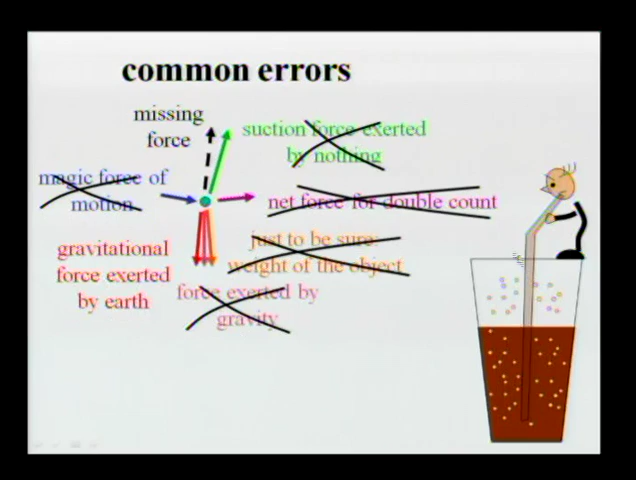 common errors
missing
force
suction force exerted
by nothing
magic force of
motion
net force for double count
just to be sure:
weight of the object
gravitational
force exerted
by earth
force exerted by
gravity